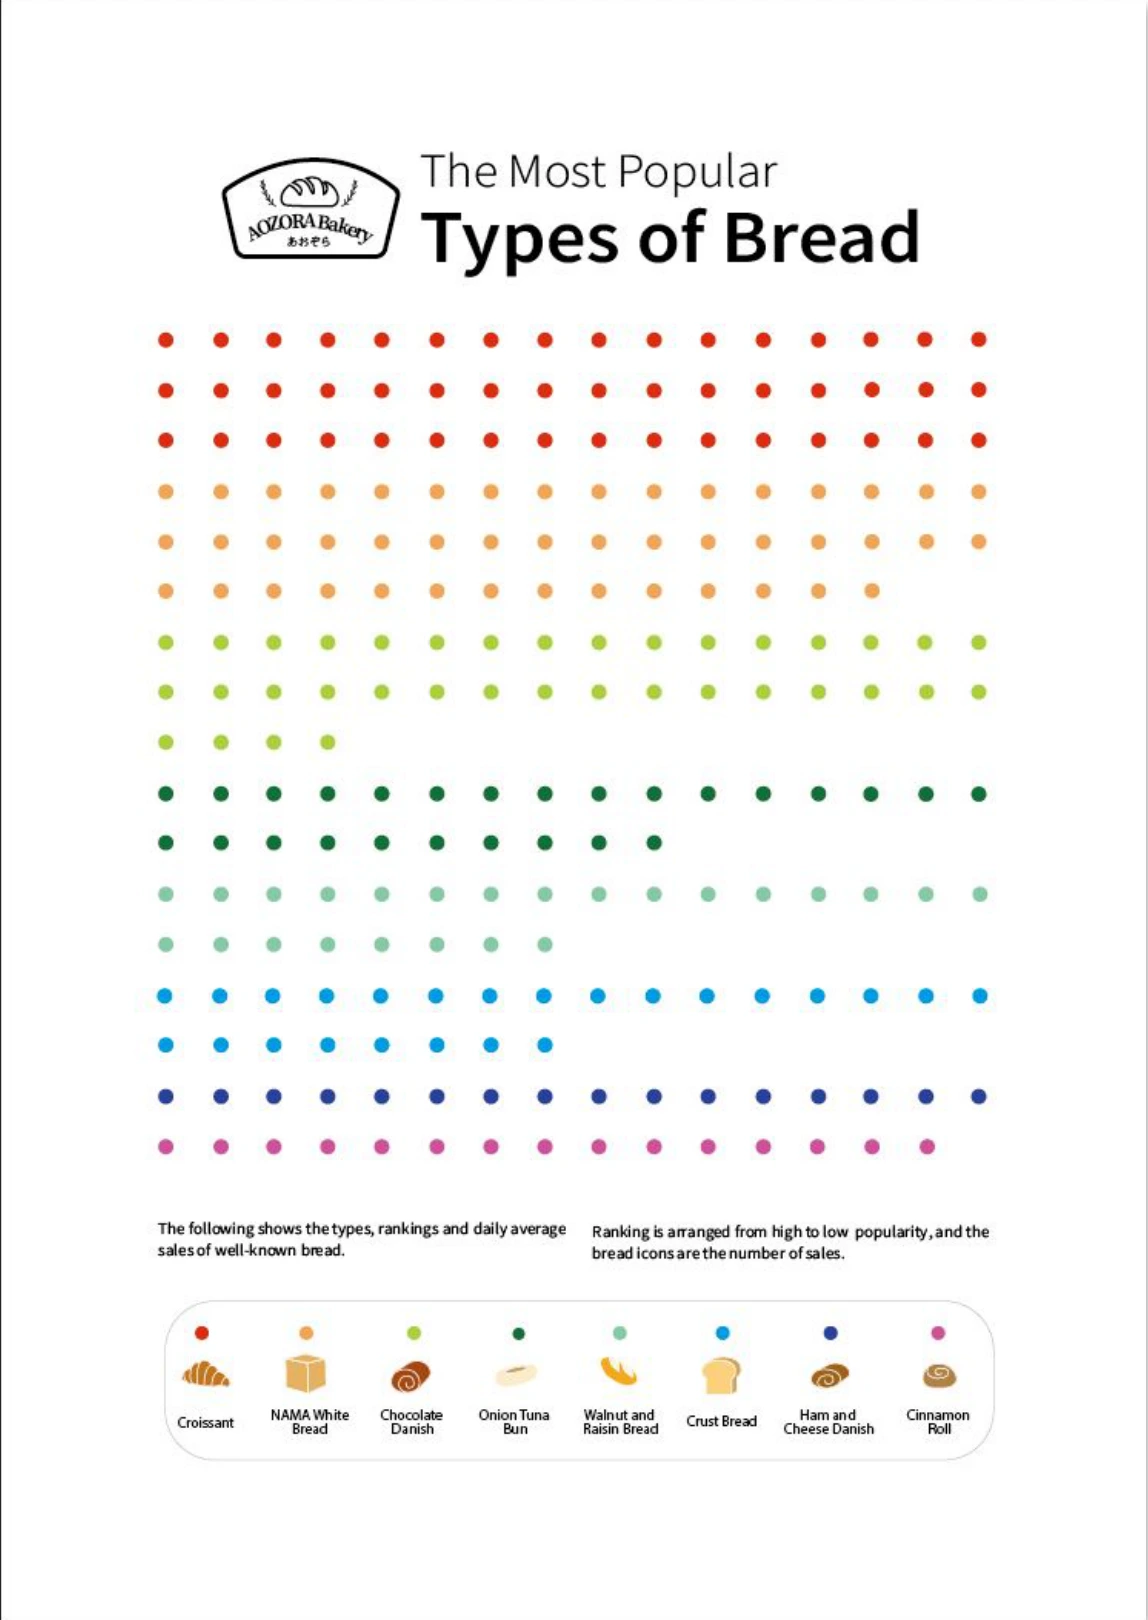 The Most Popular
Types of Bread
AOZORA Bakery
あおぞら
The following shows the types, rankings and daily average
sales of well-known bread.
Ranking is arranged from high to low popularity, and the
bread icons are the number of sales.
Croissant
NAMA White
Bread
Chocolate
Danish
Onion Tuna
Bun
Walnut and
Raisin Bread
Crust Bread
Ham and
Cheese Danish
Cinnamon
Roll